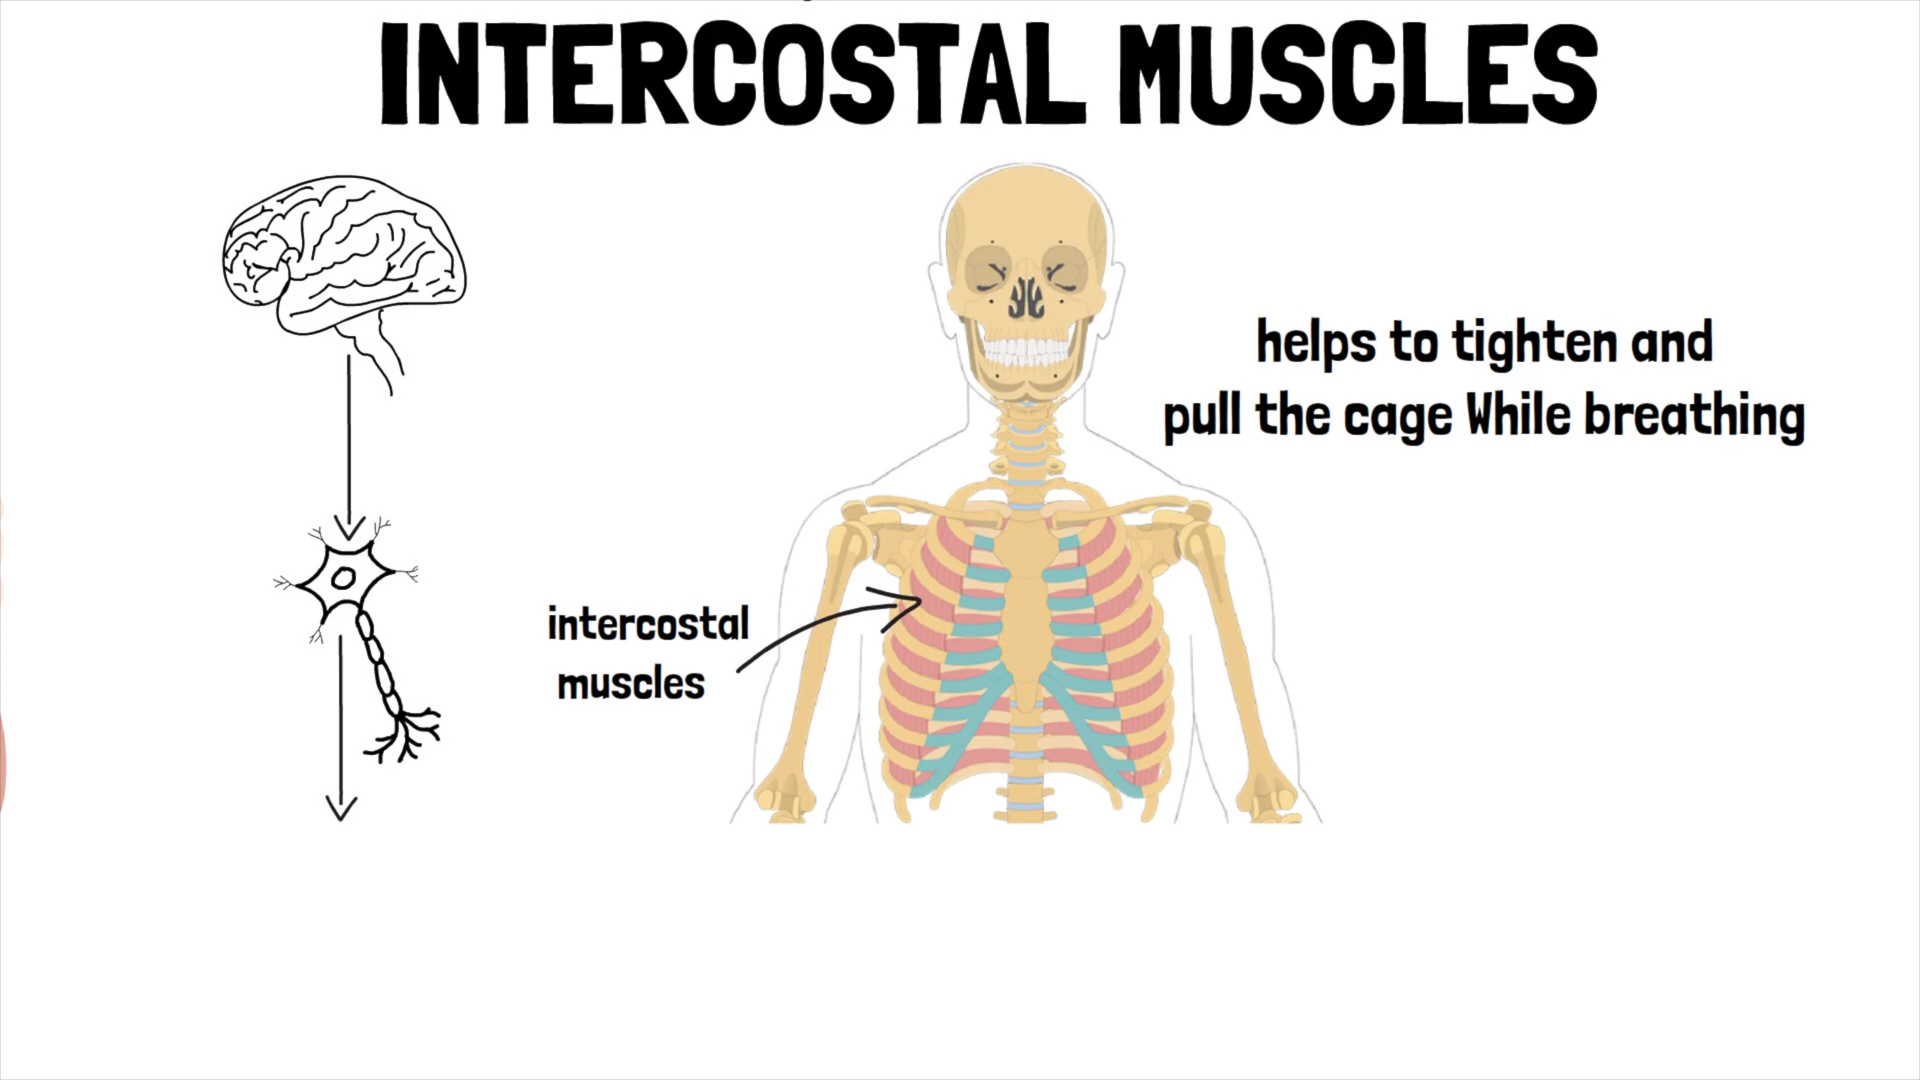 INTERCOSTAL MUSCLES
helps to tighten and
pull the cage While breathing
intercostal
muscles